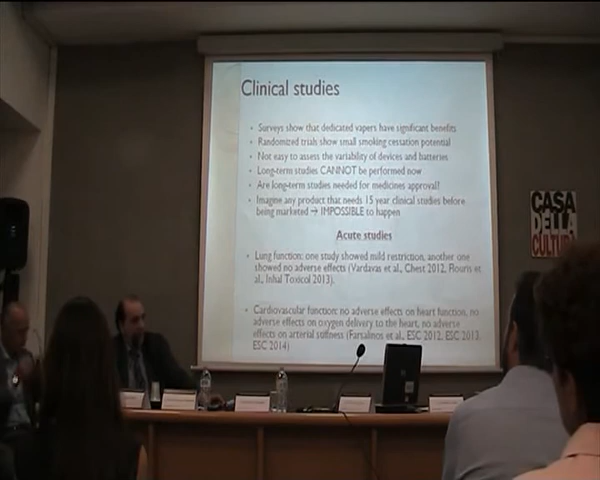 Clinical studies
• Surveys show that dedicated vapers have significant benefits
• Randomized trials show small smoking cessation potential
• Not easy to assess the variability of devices and batteries
• Long-term studies CANNOT be performed now
• Are long-term studies needed for medicines approval?
• Imagine any product that needs 15 year clinical studies before
being marketed → IMPOSSIBLE to happen
Acute studies
• Lung function: one study showed mild restriction, another one
showed no adverse effects (Vardavas et al., Chest 2012, Flouris et
al., Inhal Toxicol 2013).
• Cardiovascular function: no adverse effects on heart function, no
adverse effects on oxygen delivery to the heart, no adverse
effects on arterial stiffness (Farsalinos et al., ESC 2012, ESC 2013,
ESC 2014)
CASA
DELLA
CULTURA